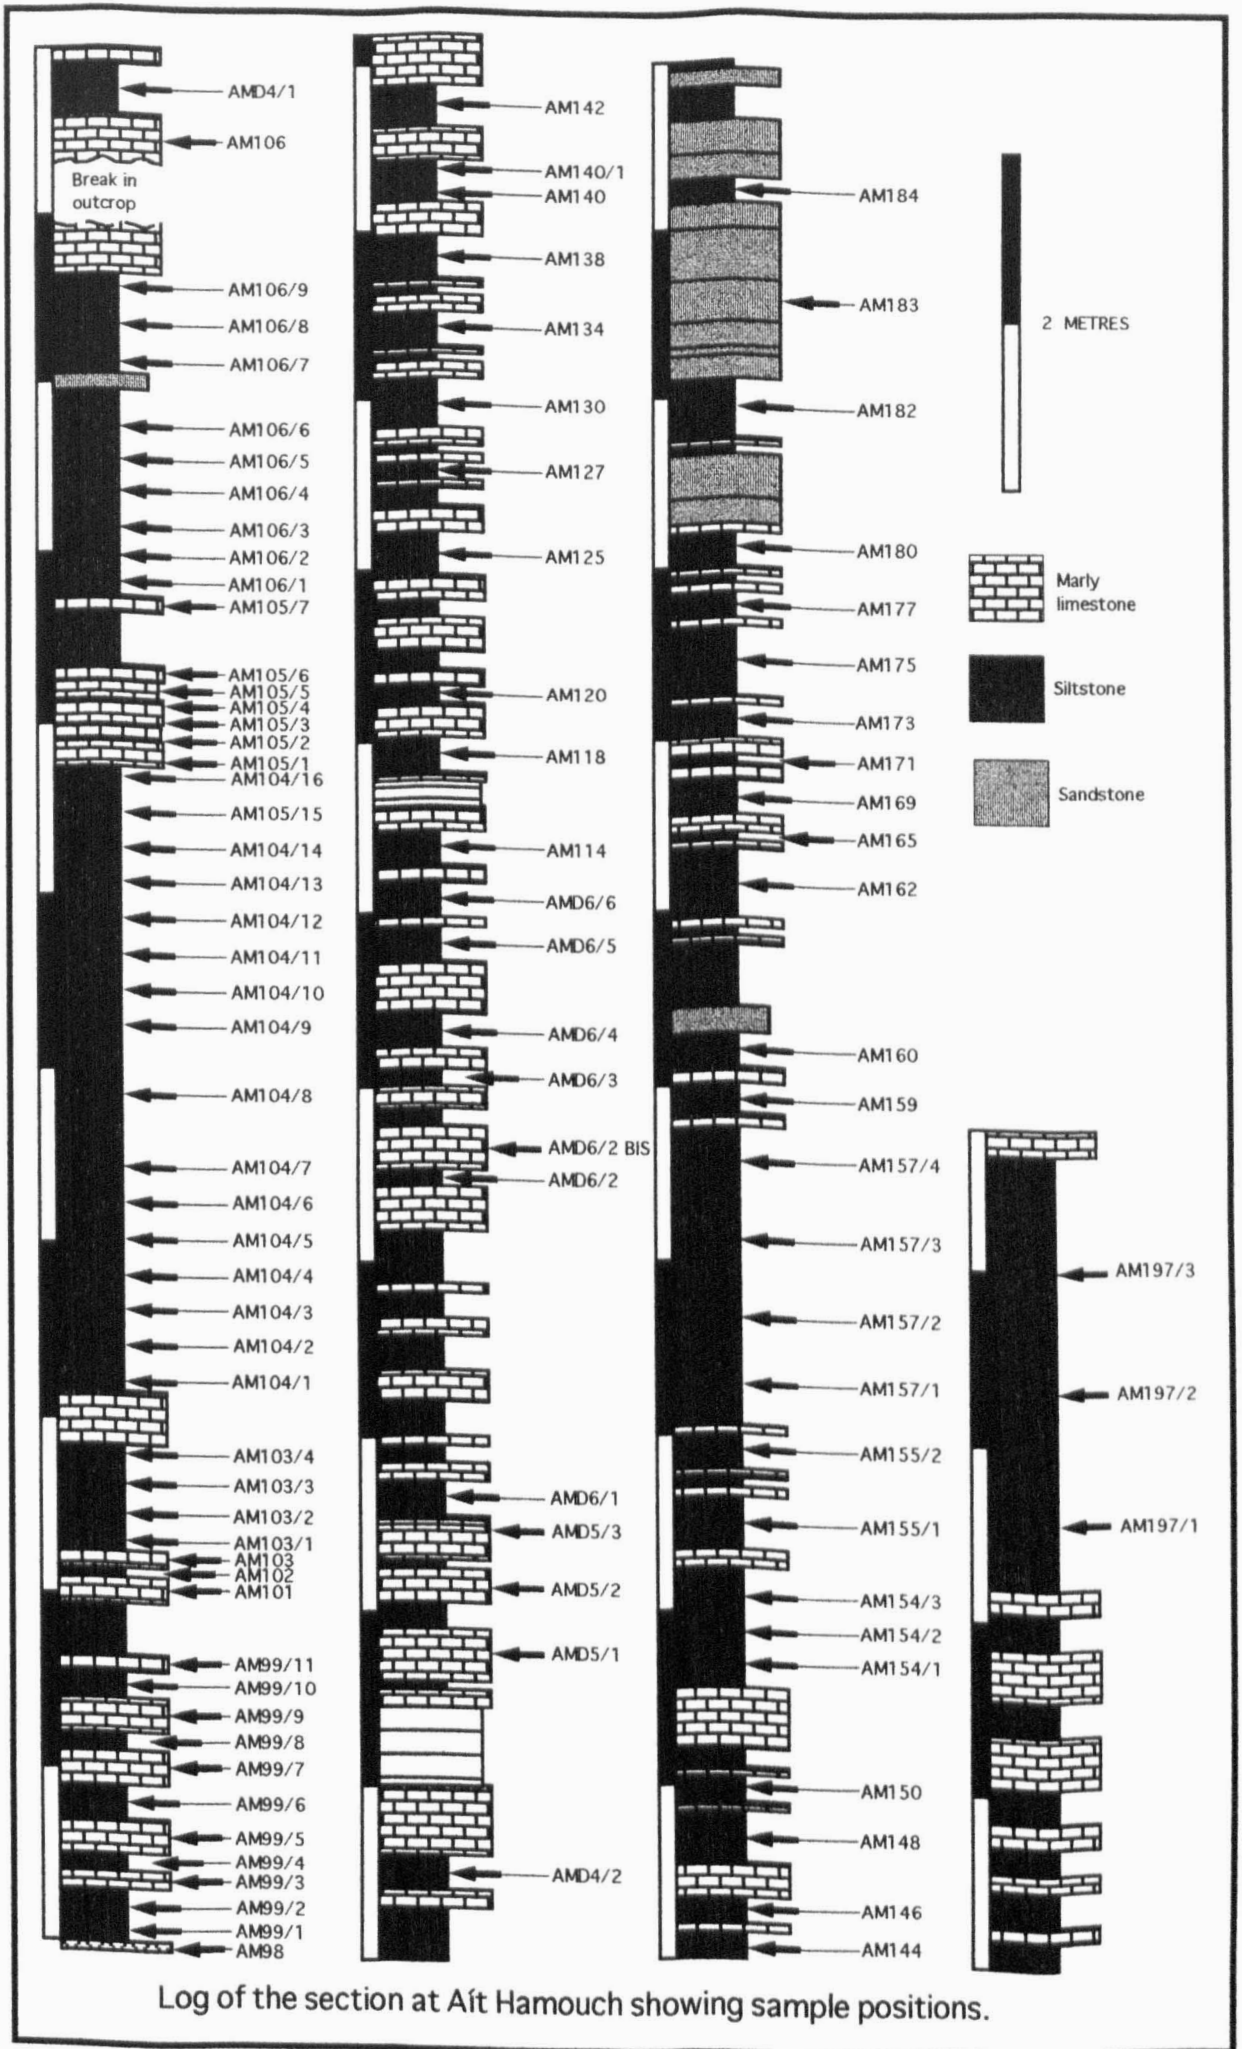 AMD4/1
AM106
Break in
outcrop
AM106/9
AM106/8
AM106/7
AM106/6
AM106/5
AM106/4
AM106/3
AM106/2
AM106/1
AM105/7
AM105/6
AM105/5
AM105/4
AM105/3
AM105/2
AM105/1
AM104/16
AM105/15
AM104/14
AM104/13
AM104/12
AM104/11
AM104/10
AM104/9
AM104/8
AM104/7
AM104/6
AM104/5
AM104/4
AM104/3
AM104/2
AM104/1
AM103/4
AM103/3
AM103/2
AM103/1
AM103
AM102
AM101
AM99/11
AM99/10
AM99/9
AM99/8
AM99/7
AM99/6
AM99/5
AM99/4
AM99/3
AM99/2
AM99/1
AM98
AM142
AM140/1
AM140
AM138
AM134
AM130
AM127
AM125
AM120
AM118
AM114
AMD6/6
AMD6/5
AMD6/4
AMD6/3
AMD6/2 BIS
AMD6/2
AMD6/1
AMD5/3
AMD5/2
AMD5/1
AMD4/2
AM184
AM183
AM182
AM180
AM177
AM175
AM173
AM171
AM169
AM165
AM162
AM160
AM159
AM157/4
AM157/3
AM157/2
AM157/1
AM155/2
AM155/1
AM154/3
AM154/2
AM154/1
AM150
AM148
AM146
AM144
2 METRES
Marly
limestone
Siltstone
Sandstone
AM197/3
AM197/2
AM197/1
Log of the section at Aít Hamouch showing sample positions.